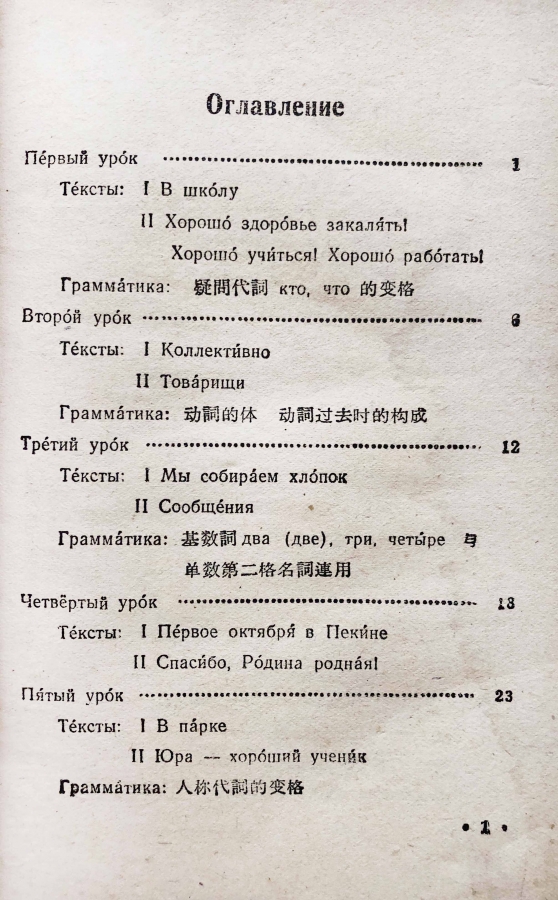 Оглавление
Пе́рвый уро́к ........................ 1
Те́ксты: I В шко́лу
II Хорошо́ здоро́вье закаля́ть!
Хорошо́ учи́ться! Хорошо́ рабо́тать!
Грамма́тика: 疑問代詞 кто, что 的变格
Второ́й уро́к ........................ 6
Те́ксты: I Коллекти́вно
II Това́рищи
Грамма́тика: 动詞的体 动詞过去时的构成
Тре́тий уро́к ........................ 12
Те́ксты: I Мы собира́ем хло́пок
II Сообще́ния
Грамма́тика: 基数詞 два (две), три, четы́ре 与
单数第二格名詞連用
Четвёртый уро́к ........................ 18
Те́ксты: I Пе́рвое октября́ в Пеки́не
II Спаси́бо, Ро́дина родна́я!
Пя́тый уро́к ........................ 23
Те́ксты: I В па́рке
II Юра — хоро́ший учени́к
Грамма́тика: 人称代詞的变格
• 1 •